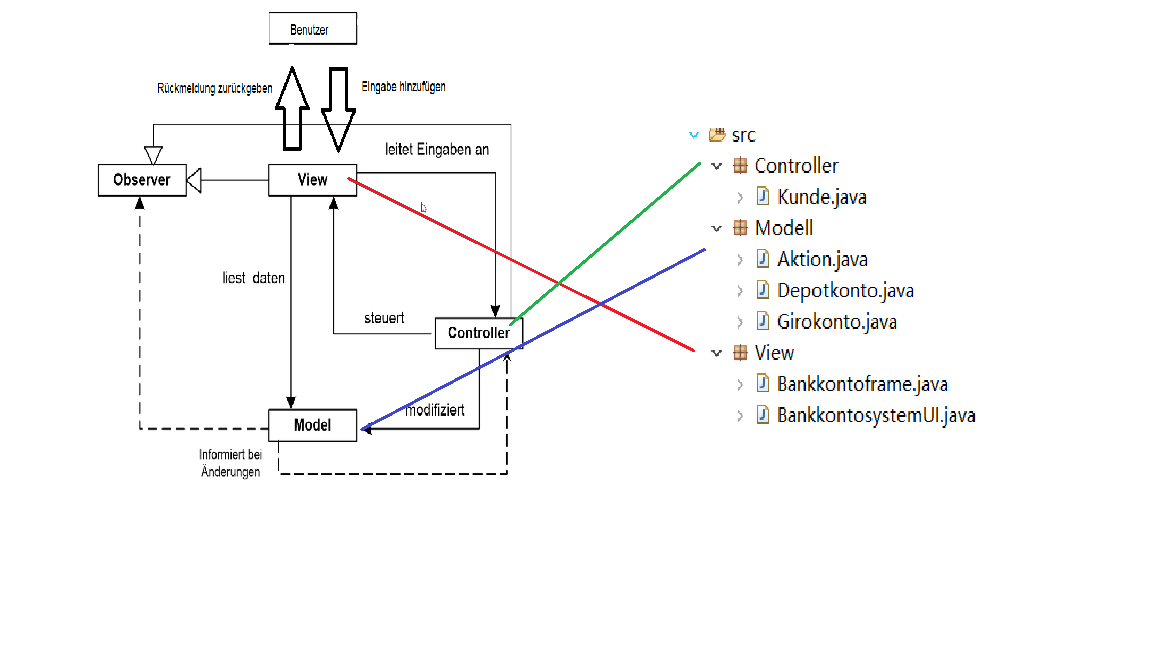 Benutzer
Rückmeldung zurückgeben
Eingabe hinzufügen
leitet Eingaben an
Observer
View
liest daten
steuert
Controller
modifiziert
Model
Informiert bei
Änderungen
src
Controller
Kunde.java
Modell
Aktion.java
Depotkonto.java
Girokonto.java
View
Bankkontoframe.java
BankkontosystemUI.java